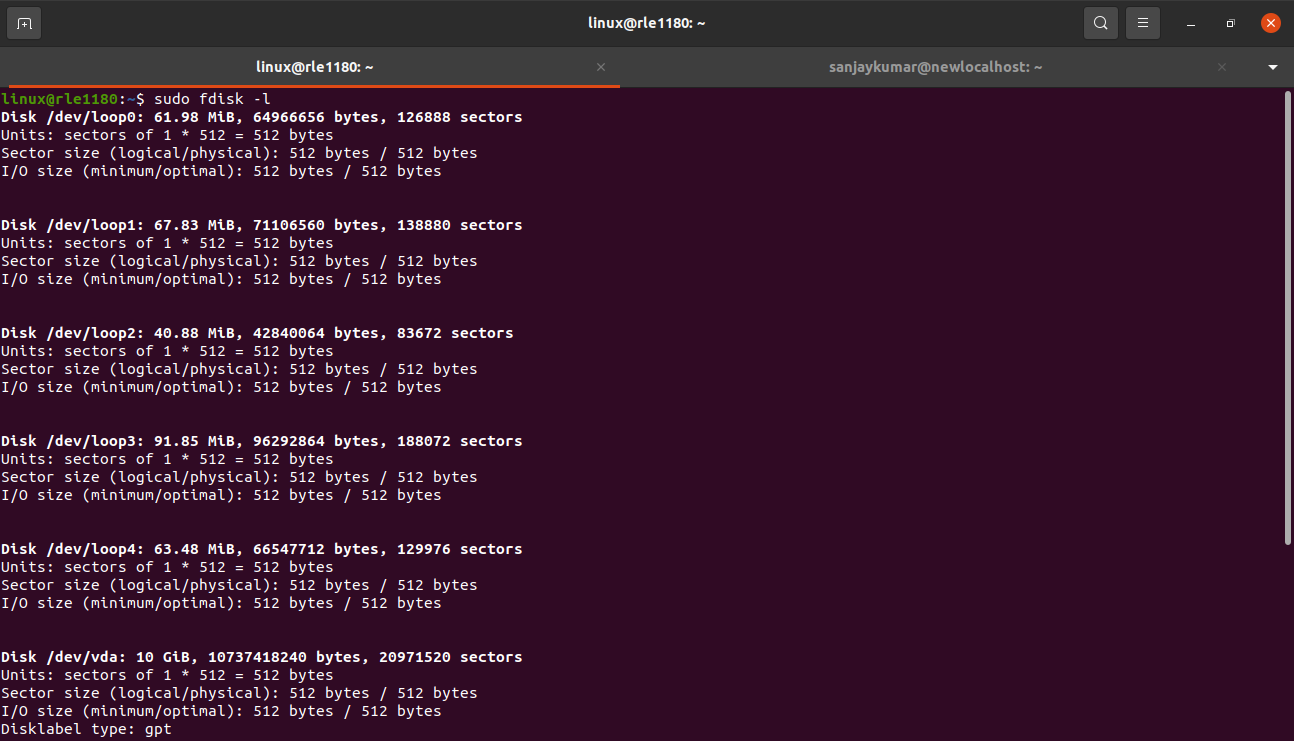 linux@rle1180: ~
linux@rle1180: ~
sanjaykumar@newlocalhost: ~
linux@rle1180:~$ sudo fdisk -l
Disk /dev/loop0: 61.98 MiB, 64966656 bytes, 126888 sectors
Units: sectors of 1 * 512 = 512 bytes
Sector size (logical/physical): 512 bytes / 512 bytes
I/O size (minimum/optimal): 512 bytes / 512 bytes
Disk /dev/loop1: 67.83 MiB, 71106560 bytes, 138880 sectors
Units: sectors of 1 * 512 = 512 bytes
Sector size (logical/physical): 512 bytes / 512 bytes
I/O size (minimum/optimal): 512 bytes / 512 bytes
Disk /dev/loop2: 40.88 MiB, 42840064 bytes, 83672 sectors
Units: sectors of 1 * 512 = 512 bytes
Sector size (logical/physical): 512 bytes / 512 bytes
I/O size (minimum/optimal): 512 bytes / 512 bytes
Disk /dev/loop3: 91.85 MiB, 96292864 bytes, 188072 sectors
Units: sectors of 1 * 512 = 512 bytes
Sector size (logical/physical): 512 bytes / 512 bytes
I/O size (minimum/optimal): 512 bytes / 512 bytes
Disk /dev/loop4: 63.48 MiB, 66547712 bytes, 129976 sectors
Units: sectors of 1 * 512 = 512 bytes
Sector size (logical/physical): 512 bytes / 512 bytes
I/O size (minimum/optimal): 512 bytes / 512 bytes
Disk /dev/vda: 10 GiB, 10737418240 bytes, 20971520 sectors
Units: sectors of 1 * 512 = 512 bytes
Sector size (logical/physical): 512 bytes / 512 bytes
I/O size (minimum/optimal): 512 bytes / 512 bytes
Disklabel type: gpt